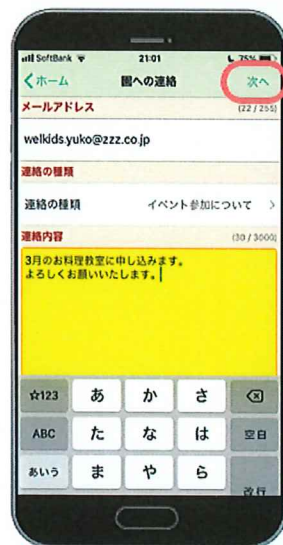 SoftBank 21:01 75%
ホーム 園への連絡 次へ
メールアドレス (22 / 255)
welkids.yuko@zzz.co.jp
連絡の種類
連絡の種類 イベント参加について
連絡内容 (30 / 3000)
3月のお料理教室に申し込みます。
よろしくお願いいたします。
☆123 あ か さ
ABC た な は 空白
あいう ま や ら 改行